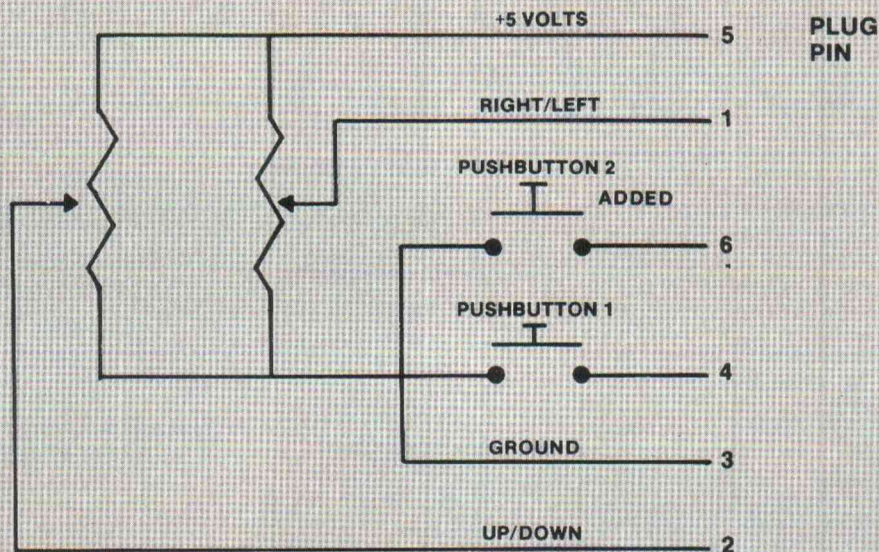 +5 VOLTS
5
PLUG
PIN
RIGHT/LEFT
1
PUSHBUTTON 2
ADDED
6
PUSHBUTTON 1
4
GROUND
3
UP/DOWN
2